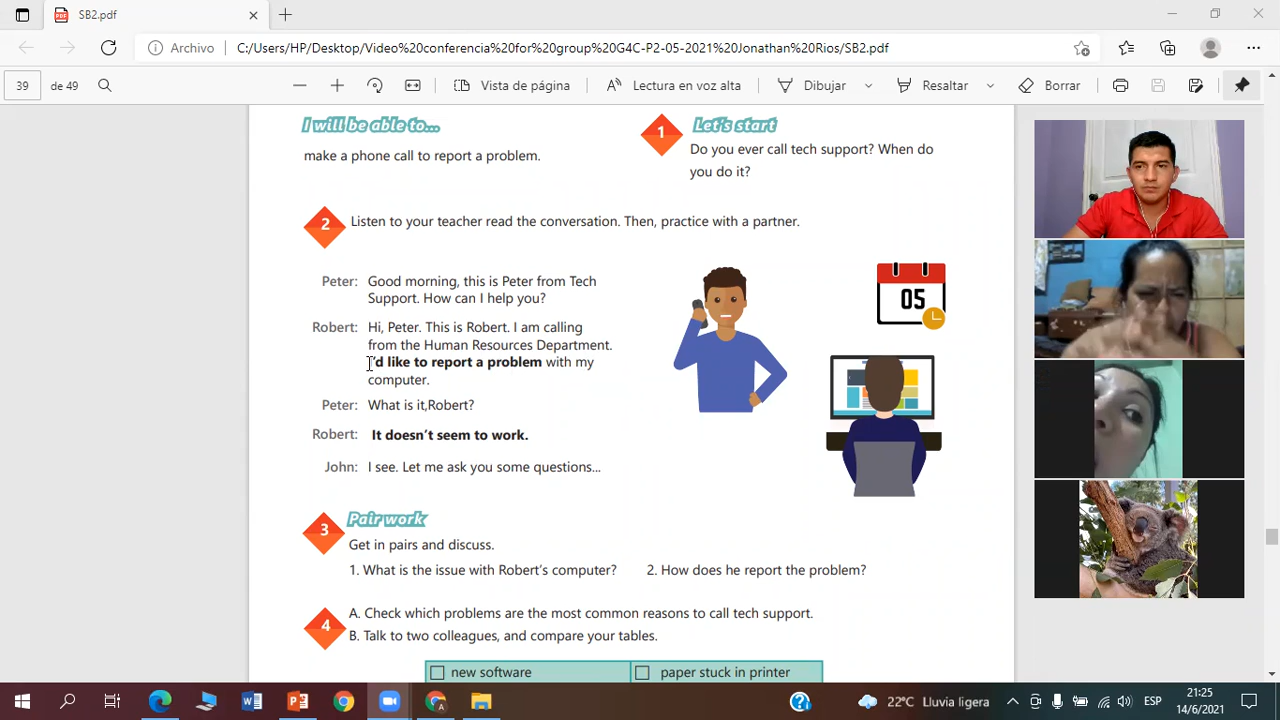 SB2.pdf
Archivo
C:/Users/HP/Desktop/Video%20conferencia%20for%20group%20G4C-P2-05-2021%20Jonathan%20Rios/SB2.pdf
39
de 49
Vista de página
Lectura en voz alta
Dibujar
Resaltar
Borrar
I will be able to...
make a phone call to report a problem.
1
Let's start
Do you ever call tech support? When do
you do it?
2
Listen to your teacher read the conversation. Then, practice with a partner.
Peter: Good morning, this is Peter from Tech
Support. How can I help you?
Robert: Hi, Peter. This is Robert. I am calling
from the Human Resources Department.
I'd like to report a problem with my
computer.
Peter: What is it,Robert?
Robert: It doesn't seem to work.
John: I see. Let me ask you some questions...
05
3
Pair work
Get in pairs and discuss.
1. What is the issue with Robert's computer?
2. How does he report the problem?
4
A. Check which problems are the most common reasons to call tech support.
B. Talk to two colleagues, and compare your tables.
new software
paper stuck in printer
22°C Lluvia ligera
ESP
21:25
14/6/2021